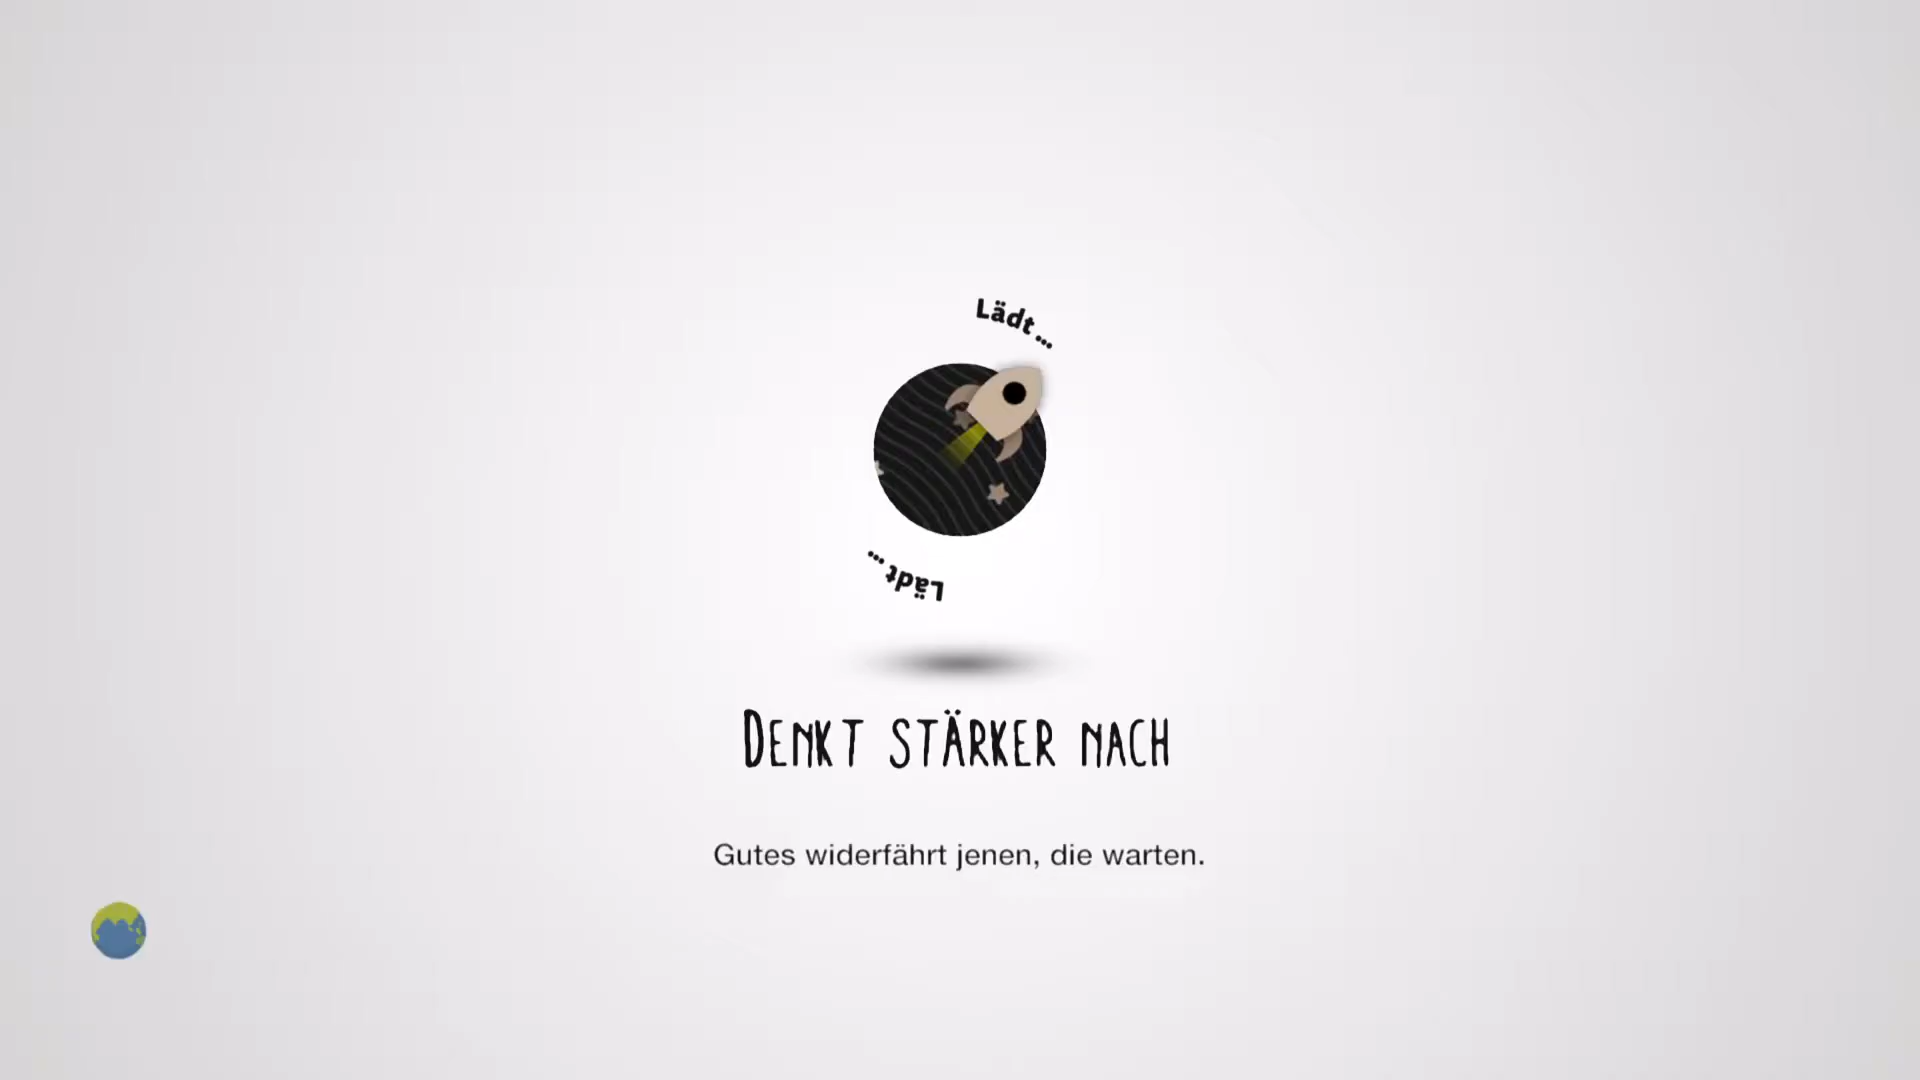 Lädt...
Lädt...
Denkt stärker nach
Gutes widerfährt jenen, die warten.